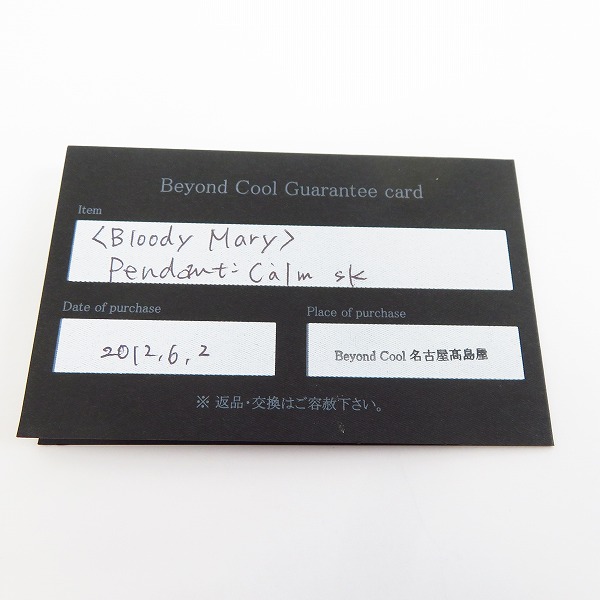 Beyond Cool Guarantee card
Item
<Bloody Mary>
Pendant: Calm sk
Date of purchase
Place of purchase
2012,6,2
Beyond Cool 名古屋髙島屋
※ 返品・交換はご容赦下さい。